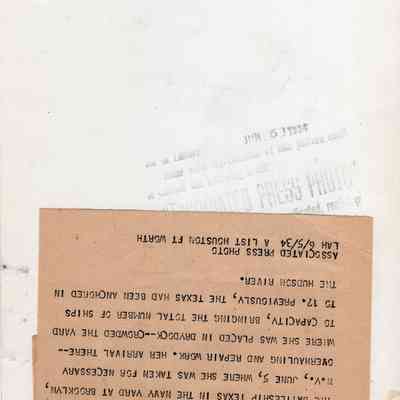 THE BATTLESHIP TEXAS IN THE NAVY YARD AT BROOKLYN,
N.Y., JUNE 5, WHERE SHE WAS TAKEN FOR NECESSARY
OVERHAULING AND REPAIR WORK. HER ARRIVAL THERE--
WHERE SHE WAS PLACED IN DRYDOCK--CROWDED THE YARD
TO CAPACITY, BRINGING THE TOTAL NUMBER OF SHIPS
TO 17. PREVIOUSLY, THE TEXAS HAD BEEN ANCHORED IN
THE HUDSON RIVER.
ASSOCIATED PRESS PHOTO
LAH 6/5/34 A LIST HOUSTON FT WORTH
PRESS PHOTO